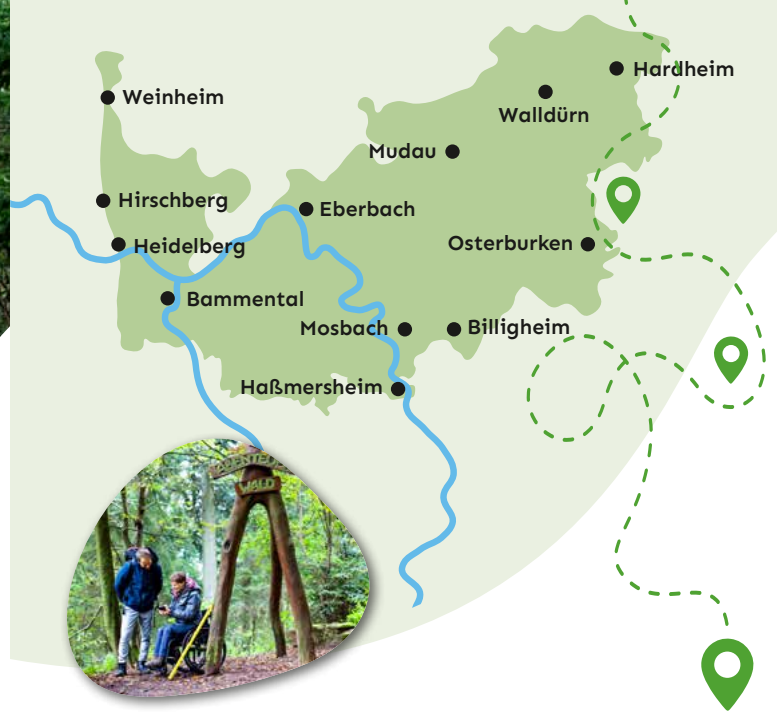 Hardheim
Weinheim
Walldürn
Mudau
Hirschberg
Eberbach
Heidelberg
Osterburken
Bammental
Mosbach
Billigheim
Haßmersheim
WALD